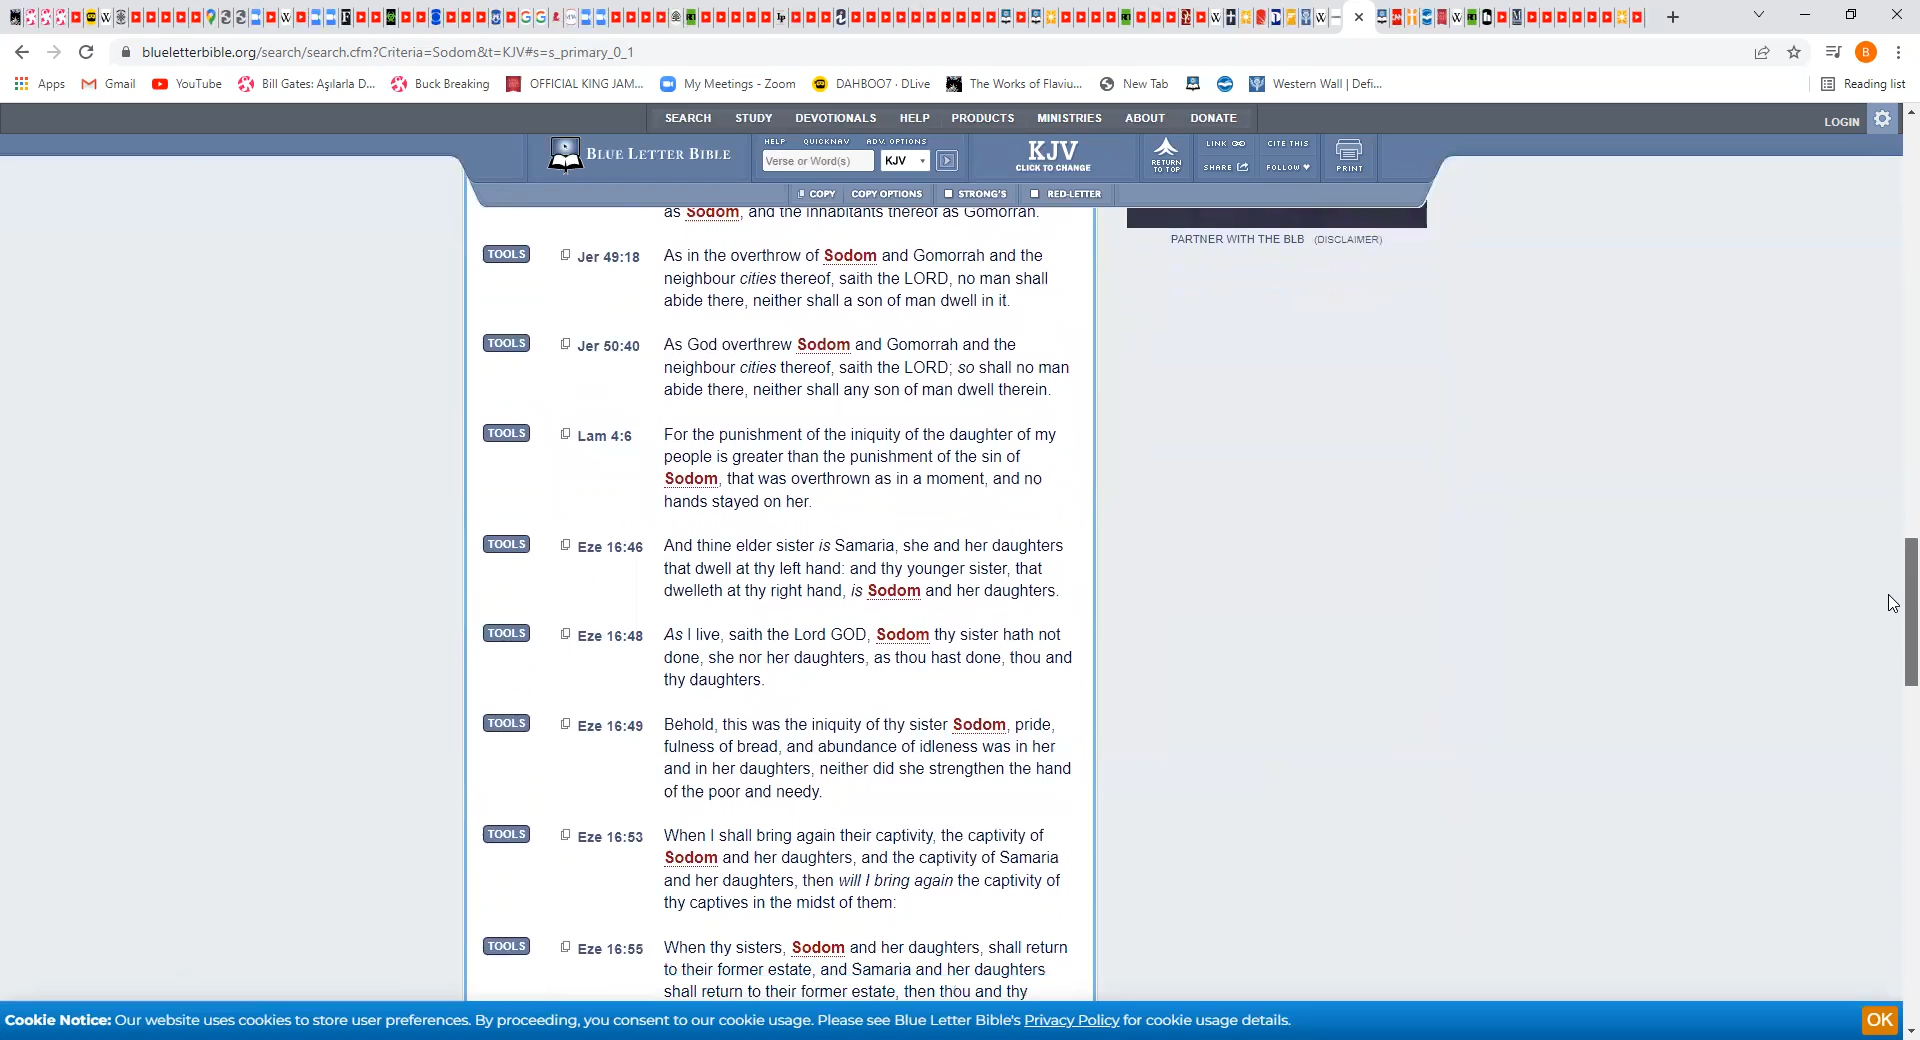 blueletterbible.org/search/search.cfm?Criteria=Sodom&t=KJV#s=s_primary_0_1
B
Apps
Gmail
YouTube
Bill Gates: Aşılarla D...
Buck Breaking
OFFICIAL KING JAM...
My Meetings - Zoom
DAHBOO7 · DLive
The Works of Flaviu...
New Tab
Western Wall | Defi...
Reading list
SEARCH STUDY DEVOTIONALS HELP PRODUCTS MINISTRIES ABOUT DONATE
LOGIN
BLUE LETTER BIBLE
HELP QUICKNAV ADV. OPTIONS
Verse or Word(s)
KJV
KJV
CLICK TO CHANGE
RETURN
TO TOP
LINK
SHARE
CITE THIS
FOLLOW
PRINT
COPY COPY OPTIONS STRONG'S RED-LETTER
as Sodom, and the inhabitants thereof as Gomorrah.
PARTNER WITH THE BLB (DISCLAIMER)
TOOLS Jer 49:18 As in the overthrow of Sodom and Gomorrah and the
neighbour cities thereof, saith the LORD, no man shall
abide there, neither shall a son of man dwell in it.
TOOLS Jer 50:40 As God overthrew Sodom and Gomorrah and the
neighbour cities thereof, saith the LORD; so shall no man
abide there, neither shall any son of man dwell therein.
TOOLS Lam 4:6 For the punishment of the iniquity of the daughter of my
people is greater than the punishment of the sin of
Sodom, that was overthrown as in a moment, and no
hands stayed on her.
TOOLS Eze 16:46 And thine elder sister is Samaria, she and her daughters
that dwell at thy left hand: and thy younger sister, that
dwelleth at thy right hand, is Sodom and her daughters.
TOOLS Eze 16:48 As I live, saith the Lord GOD, Sodom thy sister hath not
done, she nor her daughters, as thou hast done, thou and
thy daughters.
TOOLS Eze 16:49 Behold, this was the iniquity of thy sister Sodom, pride,
fulness of bread, and abundance of idleness was in her
and in her daughters, neither did she strengthen the hand
of the poor and needy.
TOOLS Eze 16:53 When I shall bring again their captivity, the captivity of
Sodom and her daughters, and the captivity of Samaria
and her daughters, then will I bring again the captivity of
thy captives in the midst of them:
TOOLS Eze 16:55 When thy sisters, Sodom and her daughters, shall return
to their former estate, and Samaria and her daughters
shall return to their former estate, then thou and thy
Cookie Notice: Our website uses cookies to store user preferences. By proceeding, you consent to our cookie usage. Please see Blue Letter Bible's Privacy Policy for cookie usage details.
OK